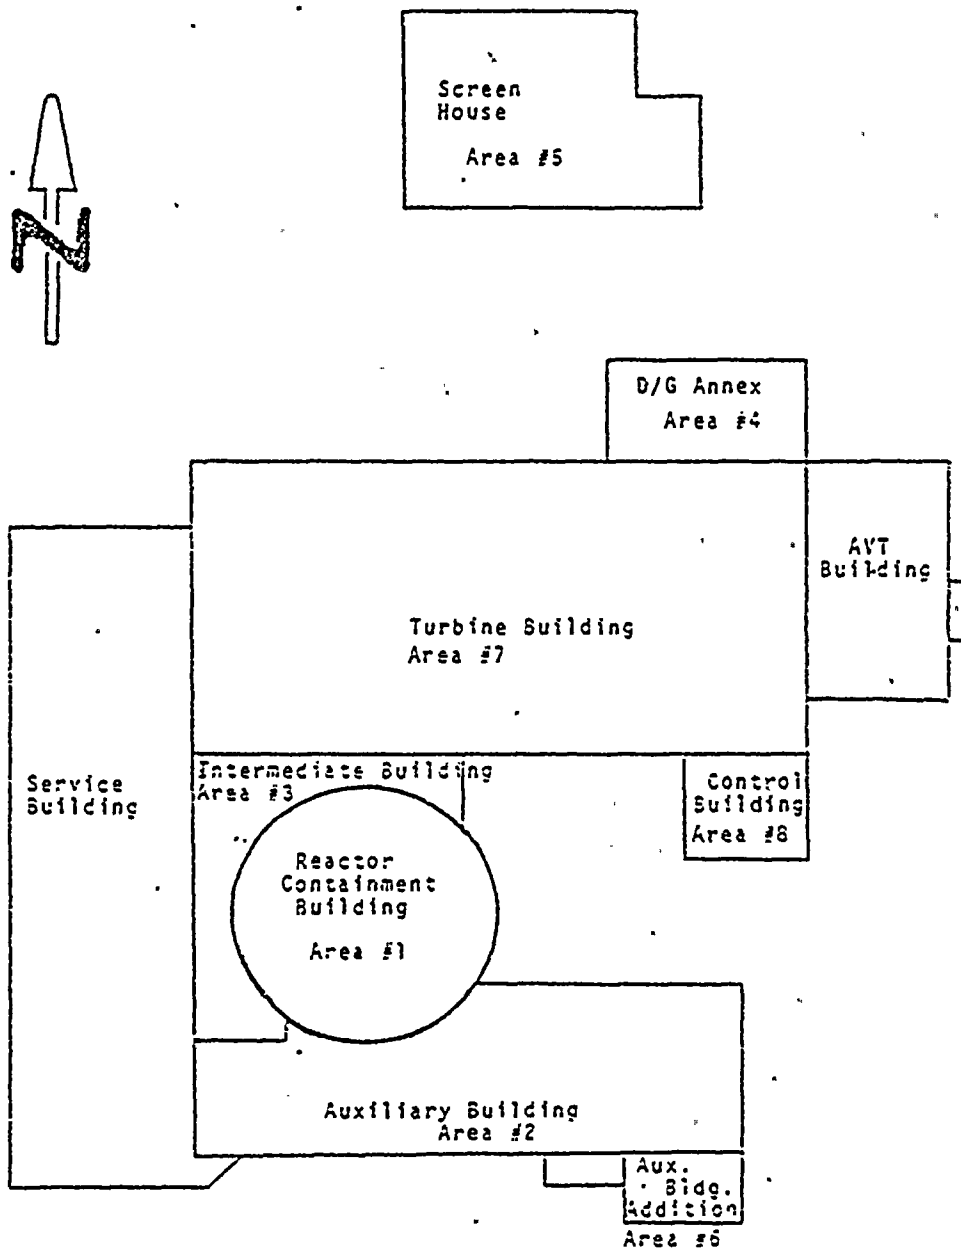 Screen
House
Area #5
N
D/G Annex
Area #4
AVT
Building
Turbine Building
Area #7
Service
Building
Intermediate Building
Area #3
Control
Building
Area #8
Reactor
Containment
Building
Area #1
Auxiliary Building
Area #2
Aux.
Bldg.
Addition
Area #6